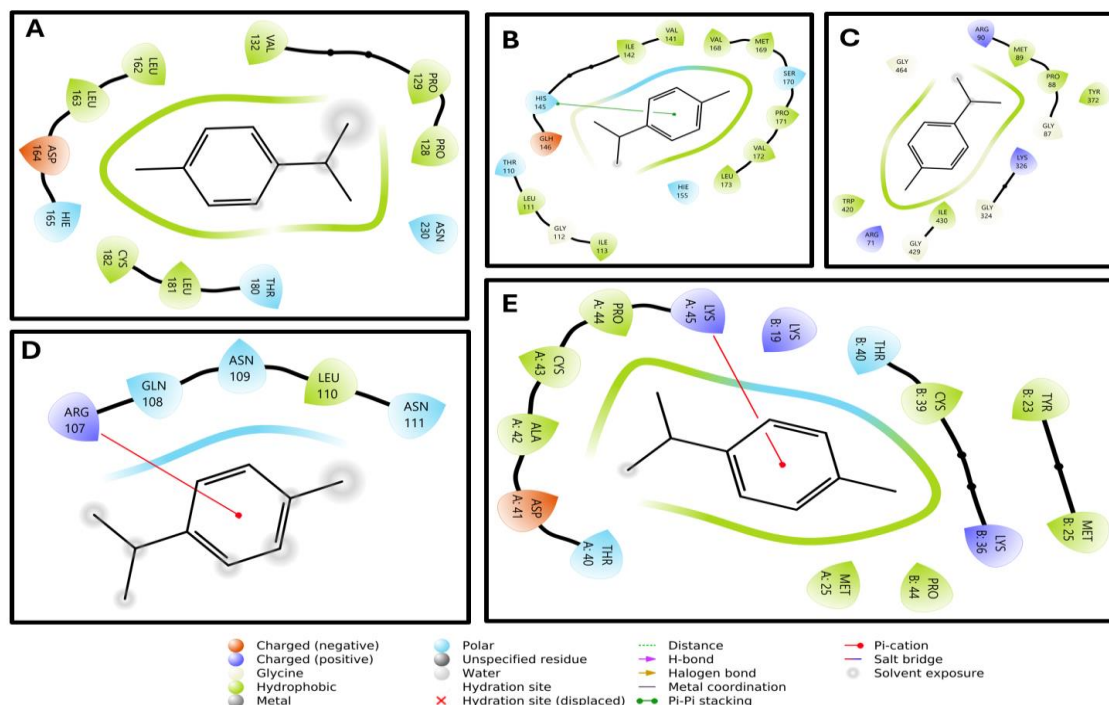 A
VAL
132
LEU
162
LEU
163
ASP
164
HIE
165
PRO
129
PRO
128
ASN
230
CYS
182
LEU
181
THR
180
B
VAL
141
ILE
142
HIS
145
GLH
146
THR
110
LEU
111
GLY
112
ILE
113
VAL
168
MET
169
SER
170
PRO
171
VAL
172
LEU
173
HIE
155
C
ARG
90
MET
89
PRO
88
GLY
87
TYR
372
GLY
464
LYS
326
GLY
324
TRP
420
ARG
71
ILE
430
GLY
429
D
ARG
107
GLN
108
ASN
109
LEU
110
ASN
111
E
PRO
A: 44
LYS
A: 45
CYS
A: 43
ALA
A: 42
ASP
A: 41
THR
A: 40
LYS
B: 19
THR
B: 40
CYS
B: 39
LYS
B: 36
TYR
B: 23
MET
B: 25
MET
A: 25
PRO
B: 44
Charged (negative)
Charged (positive)
Glycine
Hydrophobic
Metal
Polar
Unspecified residue
Water
Hydration site
Hydration site (displaced)
Distance
H-bond
Halogen bond
Metal coordination
Pi-Pi stacking
Pi-cation
Salt bridge
Solvent exposure